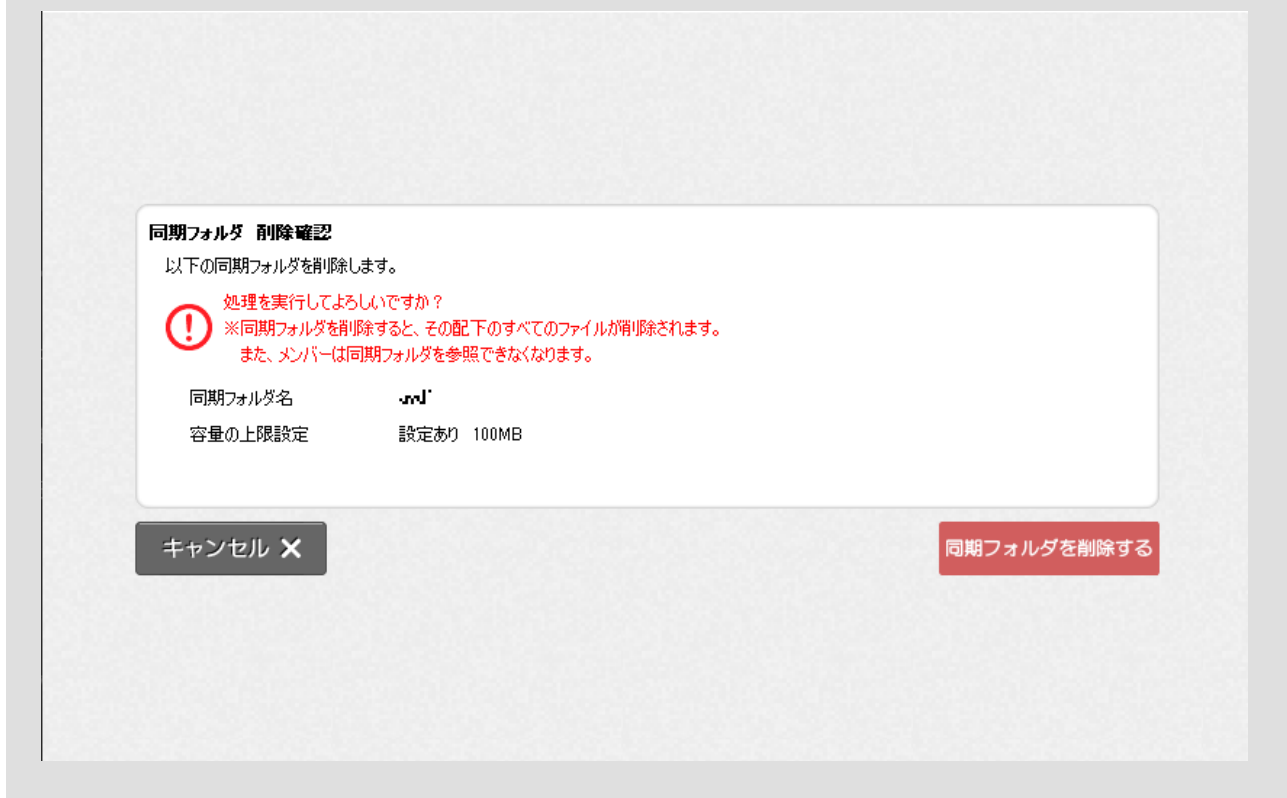 同期フォルダ 削除確認
以下の同期フォルダを削除します。
処理を実行してよろしいですか？
※同期フォルダを削除すると、その配下のすべてのファイルが削除されます。
また、メンバーは同期フォルダを参照できなくなります。
同期フォルダ名
容量の上限設定 設定あり 100MB
キャンセル ✕
同期フォルダを削除する